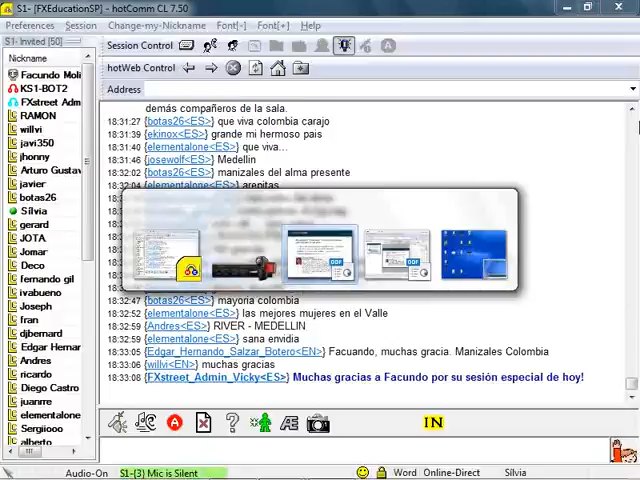 S1- [FXEducationSP] - hotComm CL 7.50
Preferences Session Change-my-Nickname Font[-] Font[+] Help
S1- Invited [50]
Session Control
hotWeb Control
Address
Nickname
Facundo Moli
KS1-BOT2
FXstreet Adm
RAMON
willvi
javi350
jhonny
Arturo Gustav
javier
botas26
Sílvia
gerard
JOTA
Jomar
Deco
fernando gil
ivabueno
Joseph
fran
djbernard
Edgar Hernar
Andres
ricardo
Diego Castro
juanrre
elementalone
Sergiiooo
alberto
demás compañeros de la sala.
18:31:27 {botas26<ES>} que viva colombia carajo
18:31:39 {ekinox<ES>} grande mi hermoso pais
18:31:40 {elementalone<ES>} que viva...
18:31:46 {josewolf<ES>} Medellin
18:32:02 {botas26<ES>} manizales del alma presente
18:32:04 {elementalone<ES>} arepitas
18:32:47 {botas26<ES>} mayoria colombia
18:32:59 {elementalone<ES>} las mejores mujeres en el Valle
18:32:59 {Andres<ES>} RIVER - MEDELLIN
18:32:59 {elementalone<ES>} sana envidia
18:33:05 {Edgar_Hernando_Salzar_Botero<EN>} Facuando, muchas gracia. Manizales Colombia
18:33:06 {willvi<EN>} muchas gracias
18:33:08 {FXstreet_Admin_Vicky<ES>} Muchas gracias a Facundo por su sesión especial de hoy!
IN
Audio-On S1-{3} Mic is Silent Word Online-Direct Sílvia